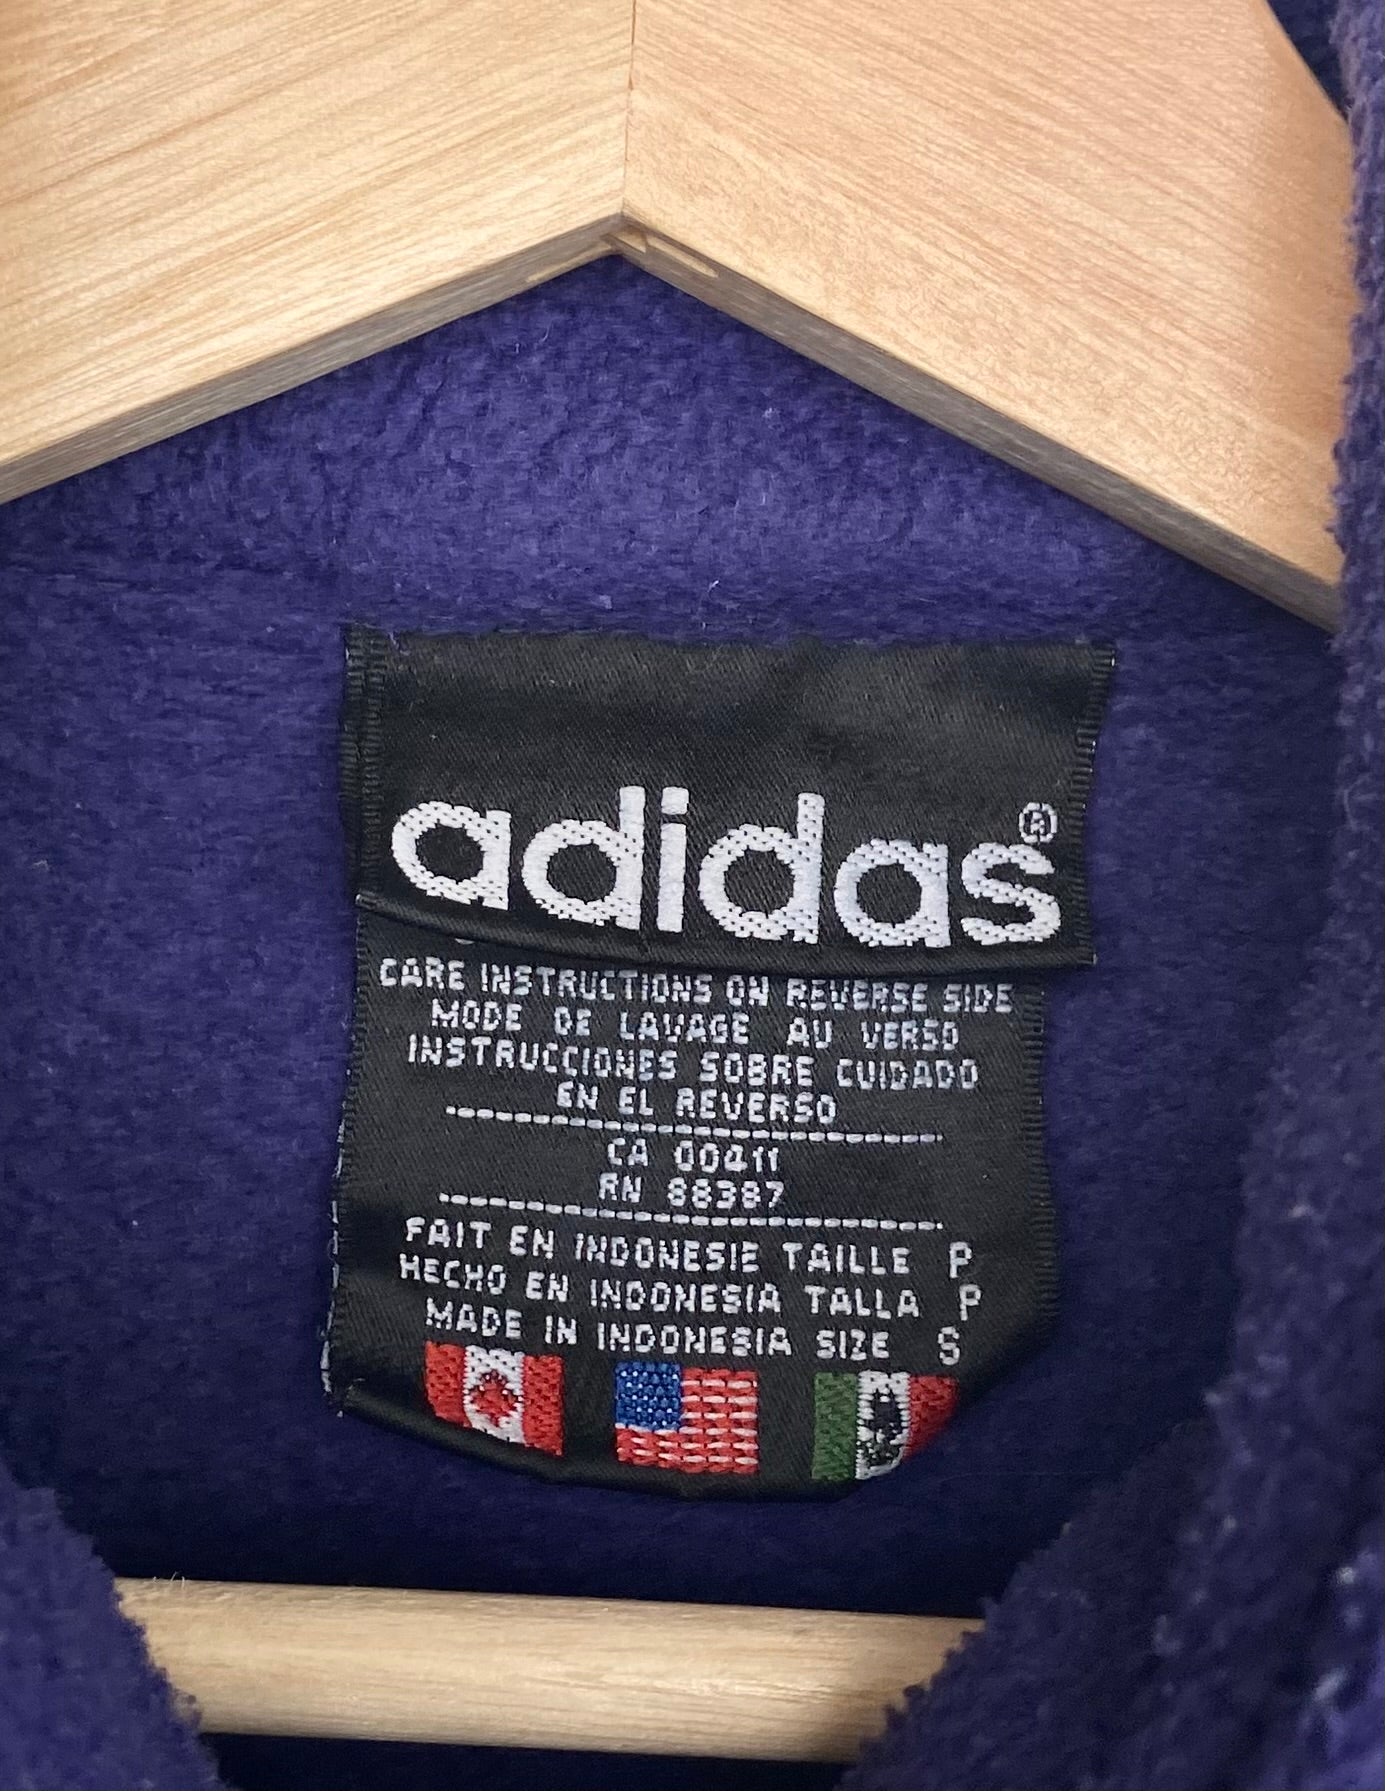 adidas®
CARE INSTRUCTIONS ON REVERSE SIDE
MODE DE LAVAGE AU VERSO
INSTRUCCIONES SOBRE CUIDADO
EN EL REVERSO
CA 00411
RN 88387
FAIT EN INDONESIE TAILLE P
HECHO EN INDONESIA TALLA P
MADE IN INDONESIA SIZE S